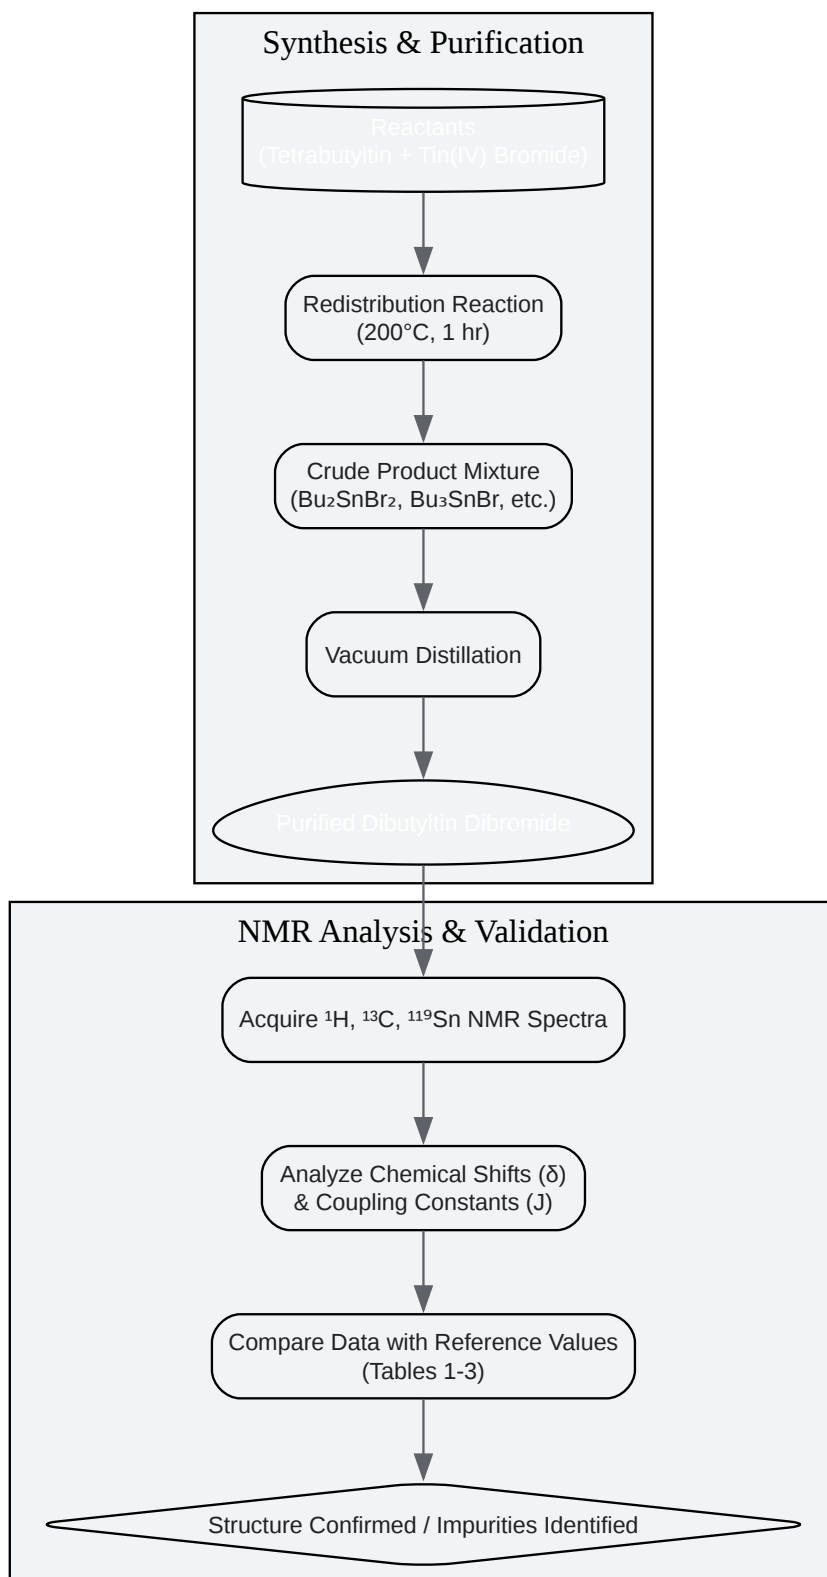 Synthesis & Purification
Reactants
(Tetrabutyltin + Tin(IV) Bromide)
Redistribution Reaction
(200°C, 1 hr)
Crude Product Mixture
(Bu₂SnBr₂, Bu₃SnBr, etc.)
Vacuum Distillation
Purified Dibutyltin Dibromide
NMR Analysis & Validation
Acquire ¹H, ¹³C, ¹¹⁹Sn NMR Spectra
Analyze Chemical Shifts (δ)
& Coupling Constants (J)
Compare Data with Reference Values
(Tables 1-3)
Structure Confirmed / Impurities Identified